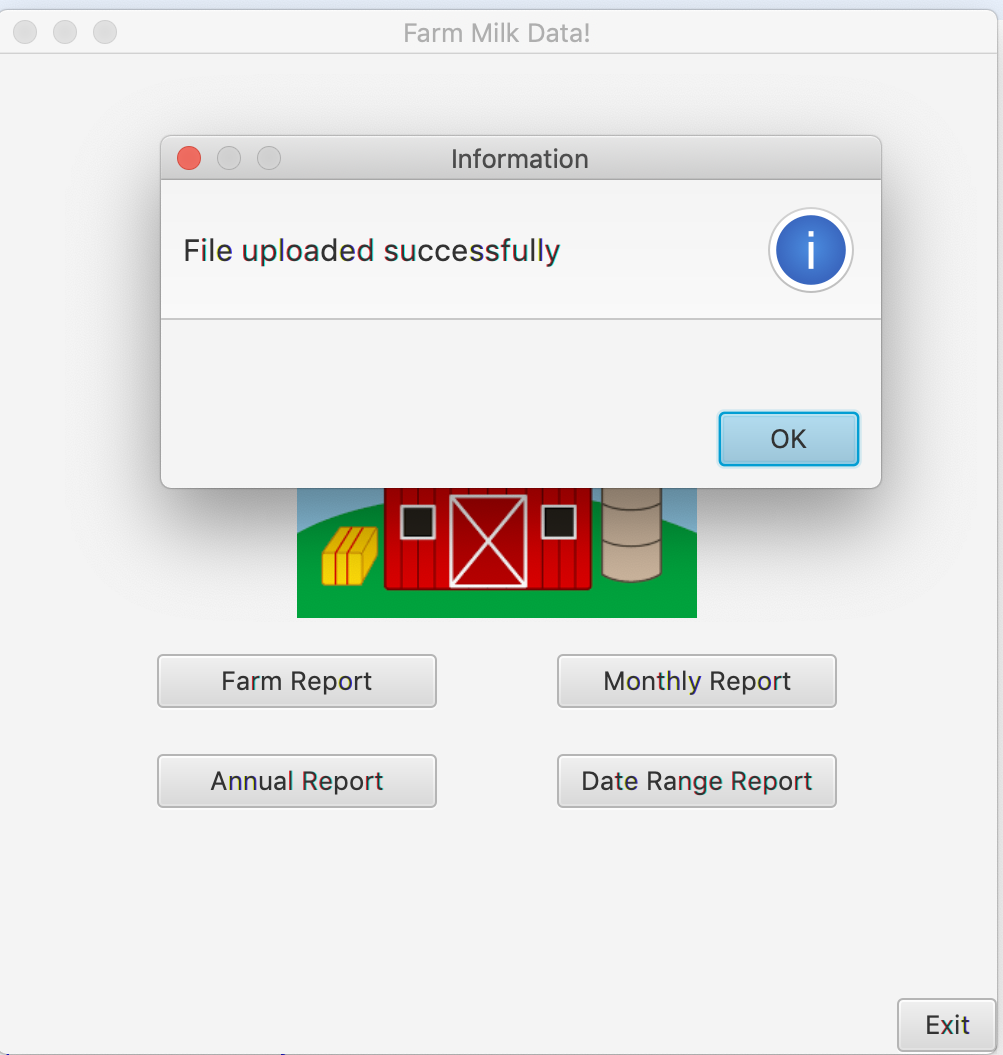 Farm Milk Data!
Information
File uploaded successfully
i
OK
Farm Report
Monthly Report
Annual Report
Date Range Report
Exit